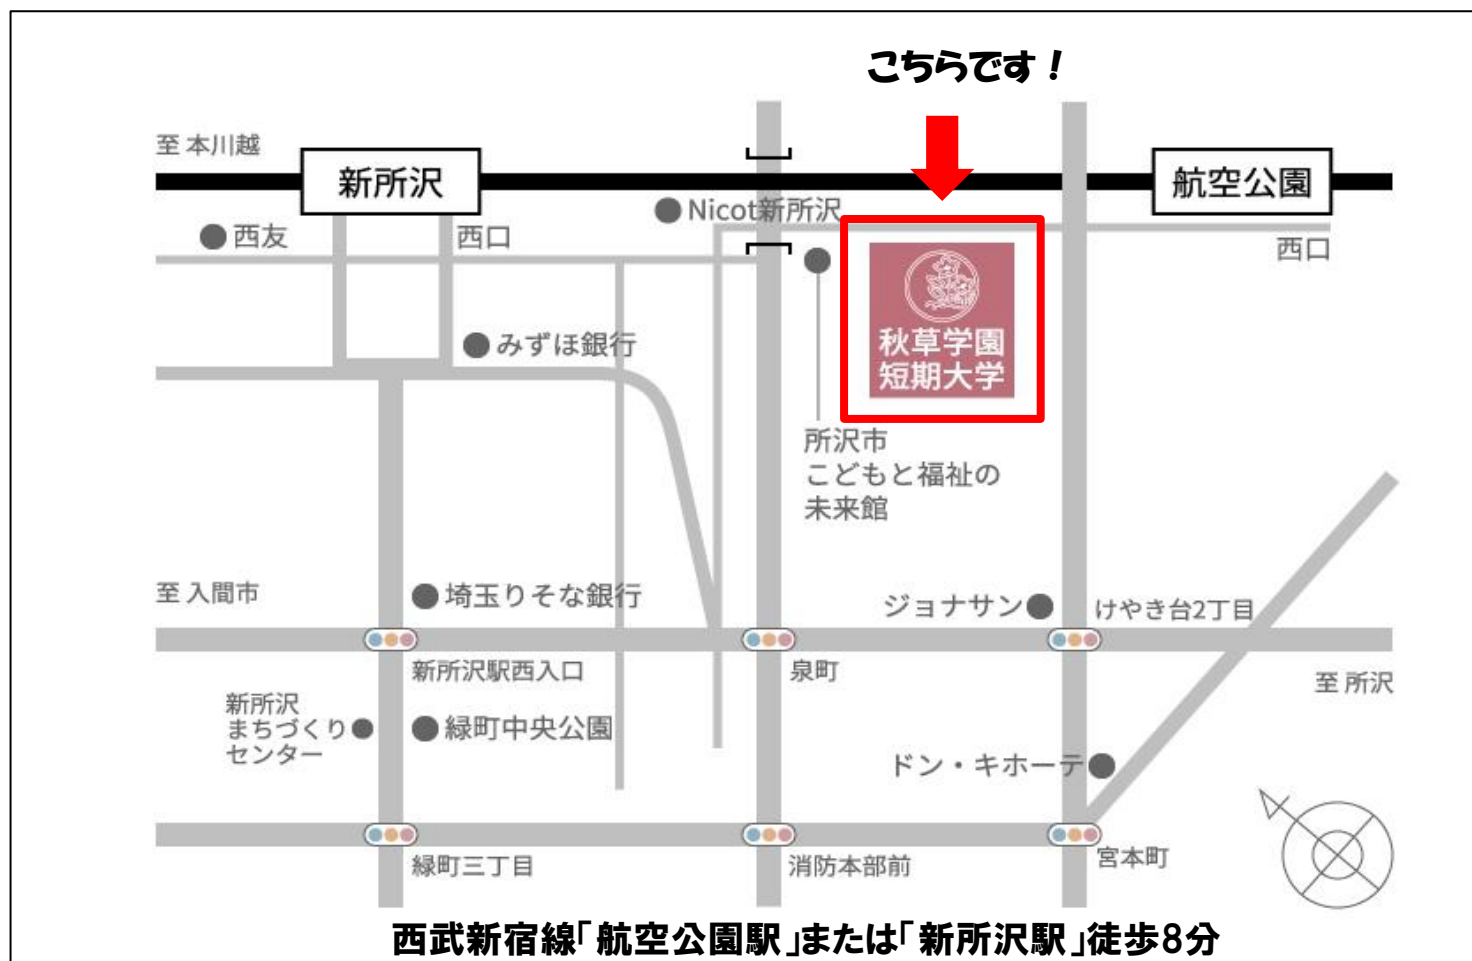 こちらです！
至 本川越
新所沢
航空公園
Nicot新所沢
西友
西口
西口
秋草学園
短期大学
みずほ銀行
所沢市
こどもと福祉の
未来館
至 入間市
埼玉りそな銀行
ジョナサン
けやき台2丁目
新所沢駅西入口
泉町
至 所沢
新所沢
まちづくり
センター
緑町中央公園
ドン・キホーテ
緑町三丁目
消防本部前
宮本町
西武新宿線「航空公園駅」または「新所沢駅」徒歩8分